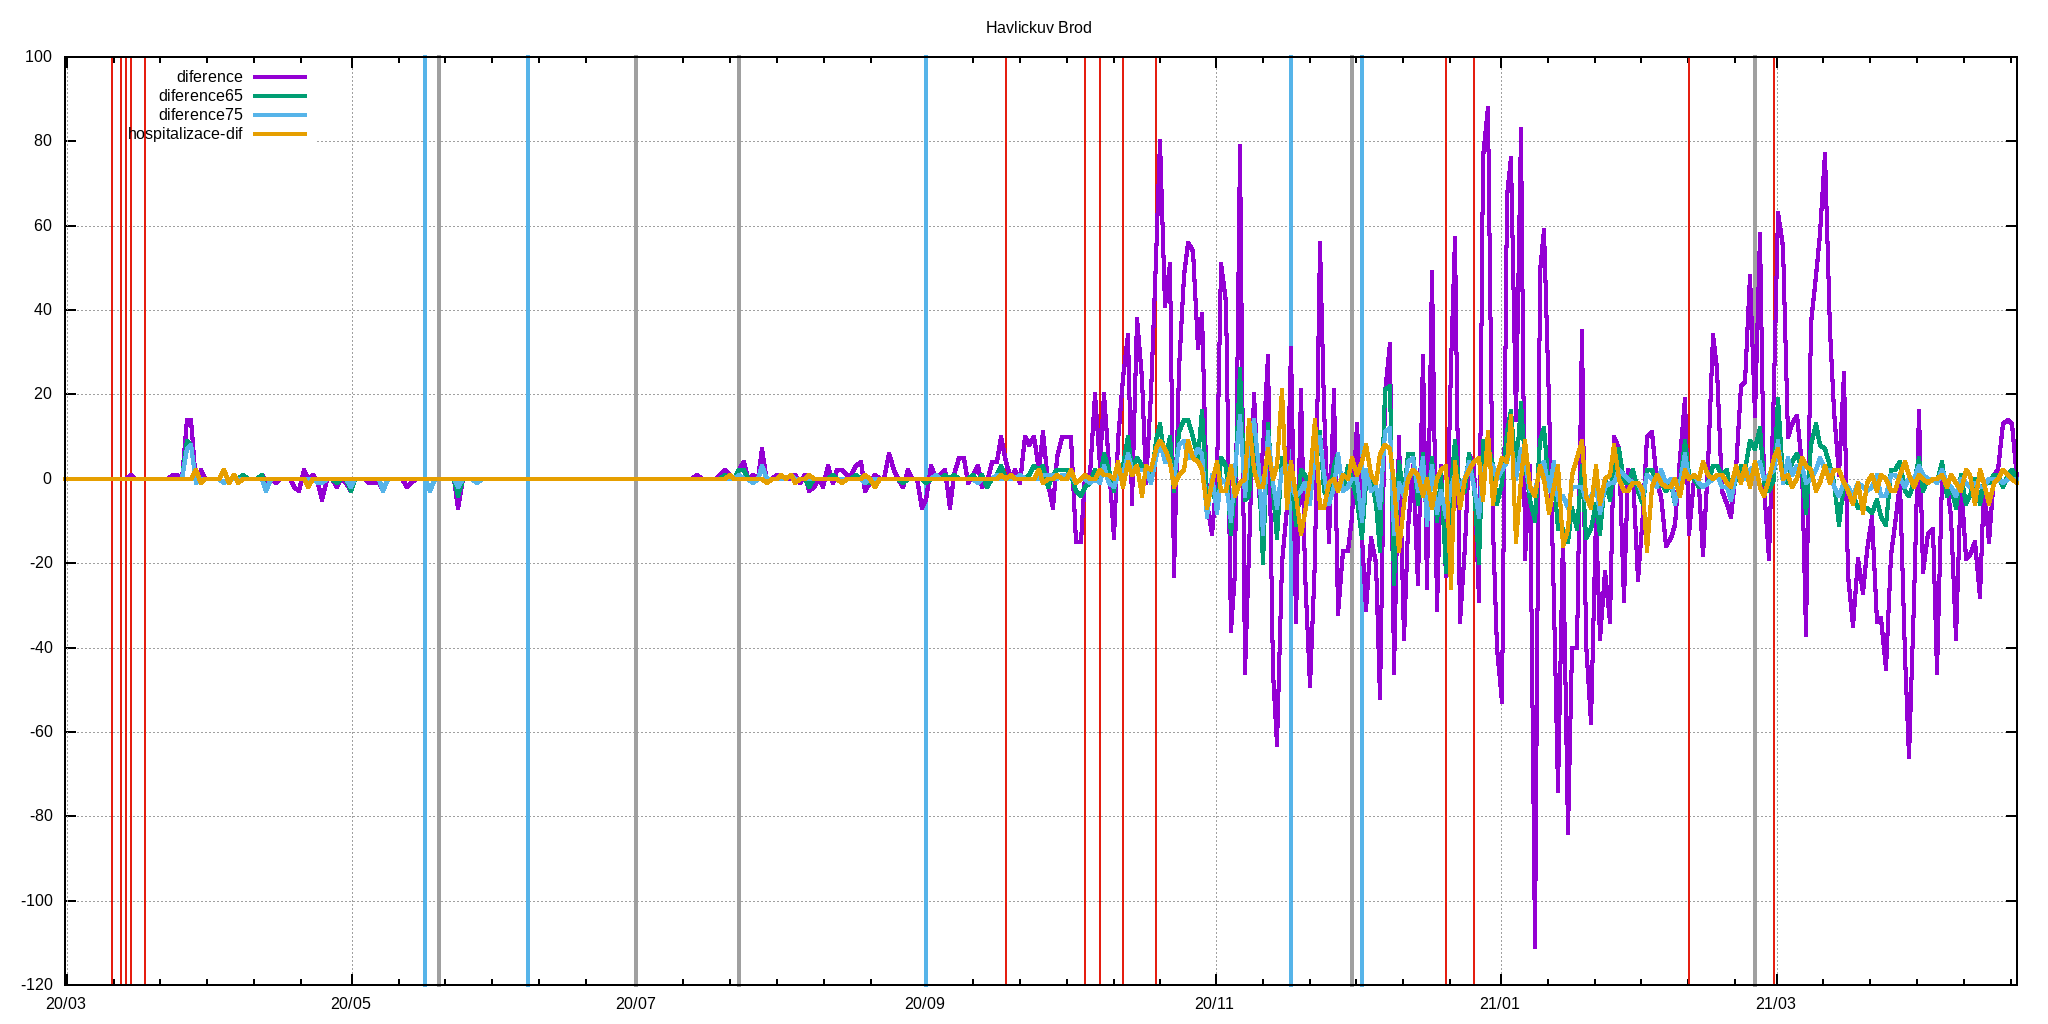 Havlickuv Brod
100
80
60
40
20
0
-20
-40
-60
-80
-100
-120
diference
diference65
diference75
hospitalizace-dif
20/03 20/05 20/07 20/09 20/11 21/01 21/03